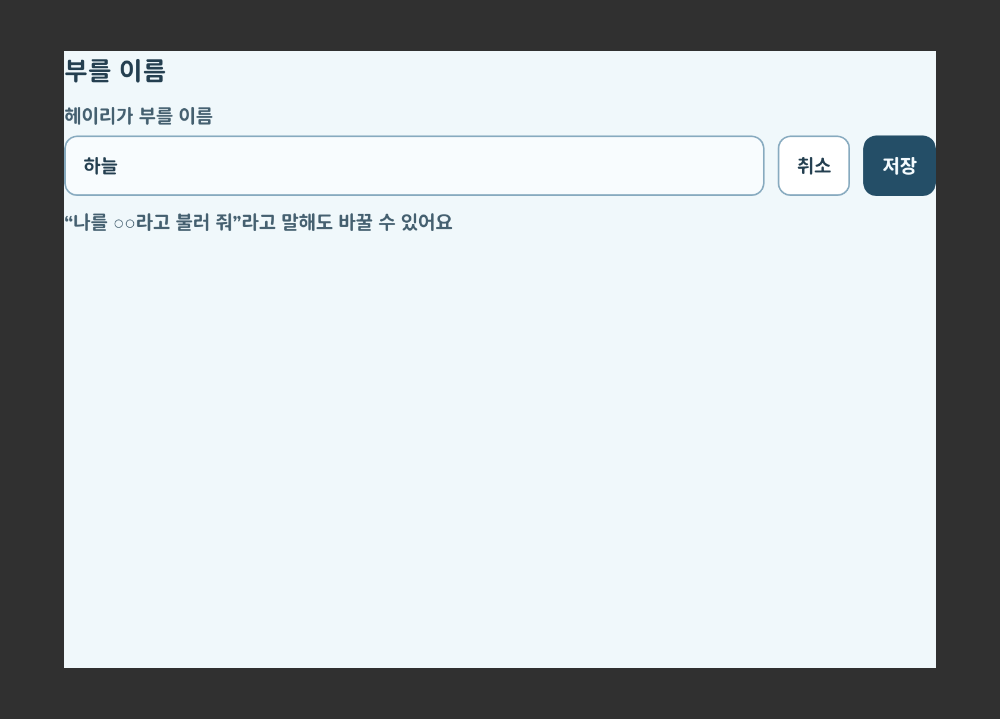 부를 이름
헤이리가 부를 이름
하늘 취소 저장
“나를 ○○라고 불러 줘”라고 말해도 바꿀 수 있어요